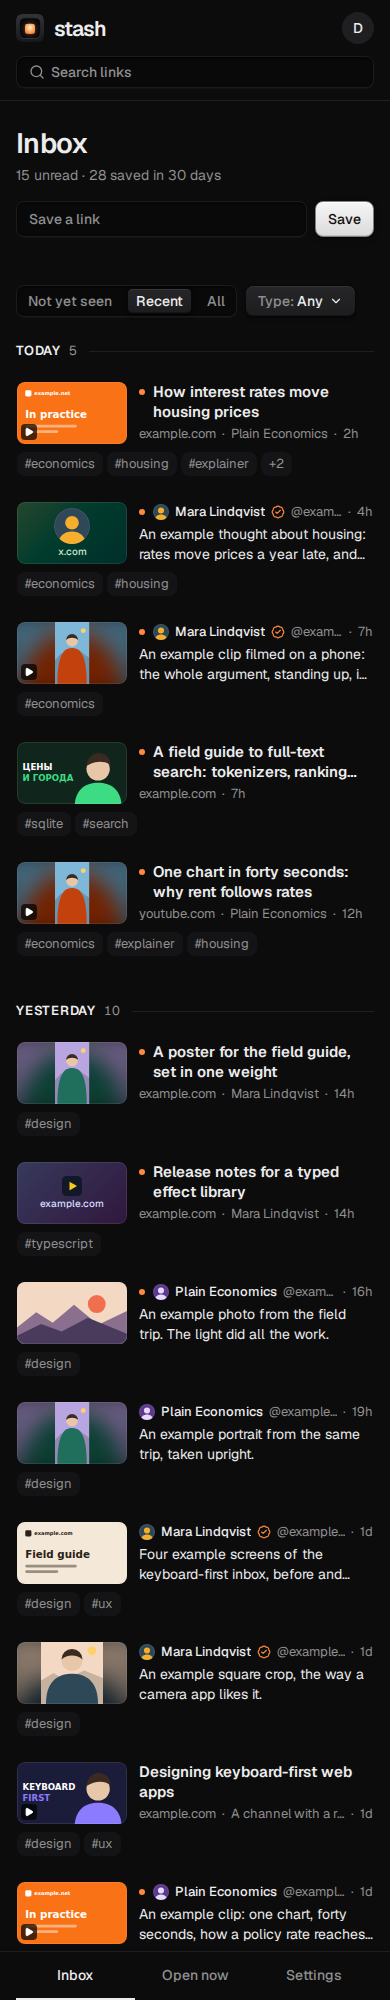 stash
D
Search links
Inbox
15 unread · 28 saved in 30 days
Save a link
Save
Not yet seen Recent All Type: Any
TODAY 5
example.net
In practice
How interest rates move
housing prices
example.com · Plain Economics · 2h
#economics #housing #explainer +2
x.com
Mara Lindqvist @exam… · 4h
An example thought about housing:
rates move prices a year late, and…
#economics #housing
Mara Lindqvist @exam… · 7h
An example clip filmed on a phone:
the whole argument, standing up, i…
#economics
ЦЕНЫ
И ГОРОДА
A field guide to full-text
search: tokenizers, ranking…
example.com · 7h
#sqlite #search
One chart in forty seconds:
why rent follows rates
youtube.com · Plain Economics · 12h
#economics #explainer #housing
YESTERDAY 10
A poster for the field guide,
set in one weight
example.com · Mara Lindqvist · 14h
#design
example.com
Release notes for a typed
effect library
example.com · Mara Lindqvist · 14h
#typescript
Plain Economics @exam… · 16h
An example photo from the field
trip. The light did all the work.
#design
Plain Economics @example… · 19h
An example portrait from the same
trip, taken upright.
#design
example.com
Field guide
Mara Lindqvist @example… · 1d
Four example screens of the
keyboard-first inbox, before and…
#design #ux
Mara Lindqvist @example… · 1d
An example square crop, the way a
camera app likes it.
#design
KEYBOARD
FIRST
Designing keyboard-first web
apps
example.com · A channel with a r… · 1d
#design #ux
example.net
In practice
Plain Economics @exampl… · 1d
An example clip: one chart, forty
seconds, how a policy rate reaches…
Inbox Open now Settings